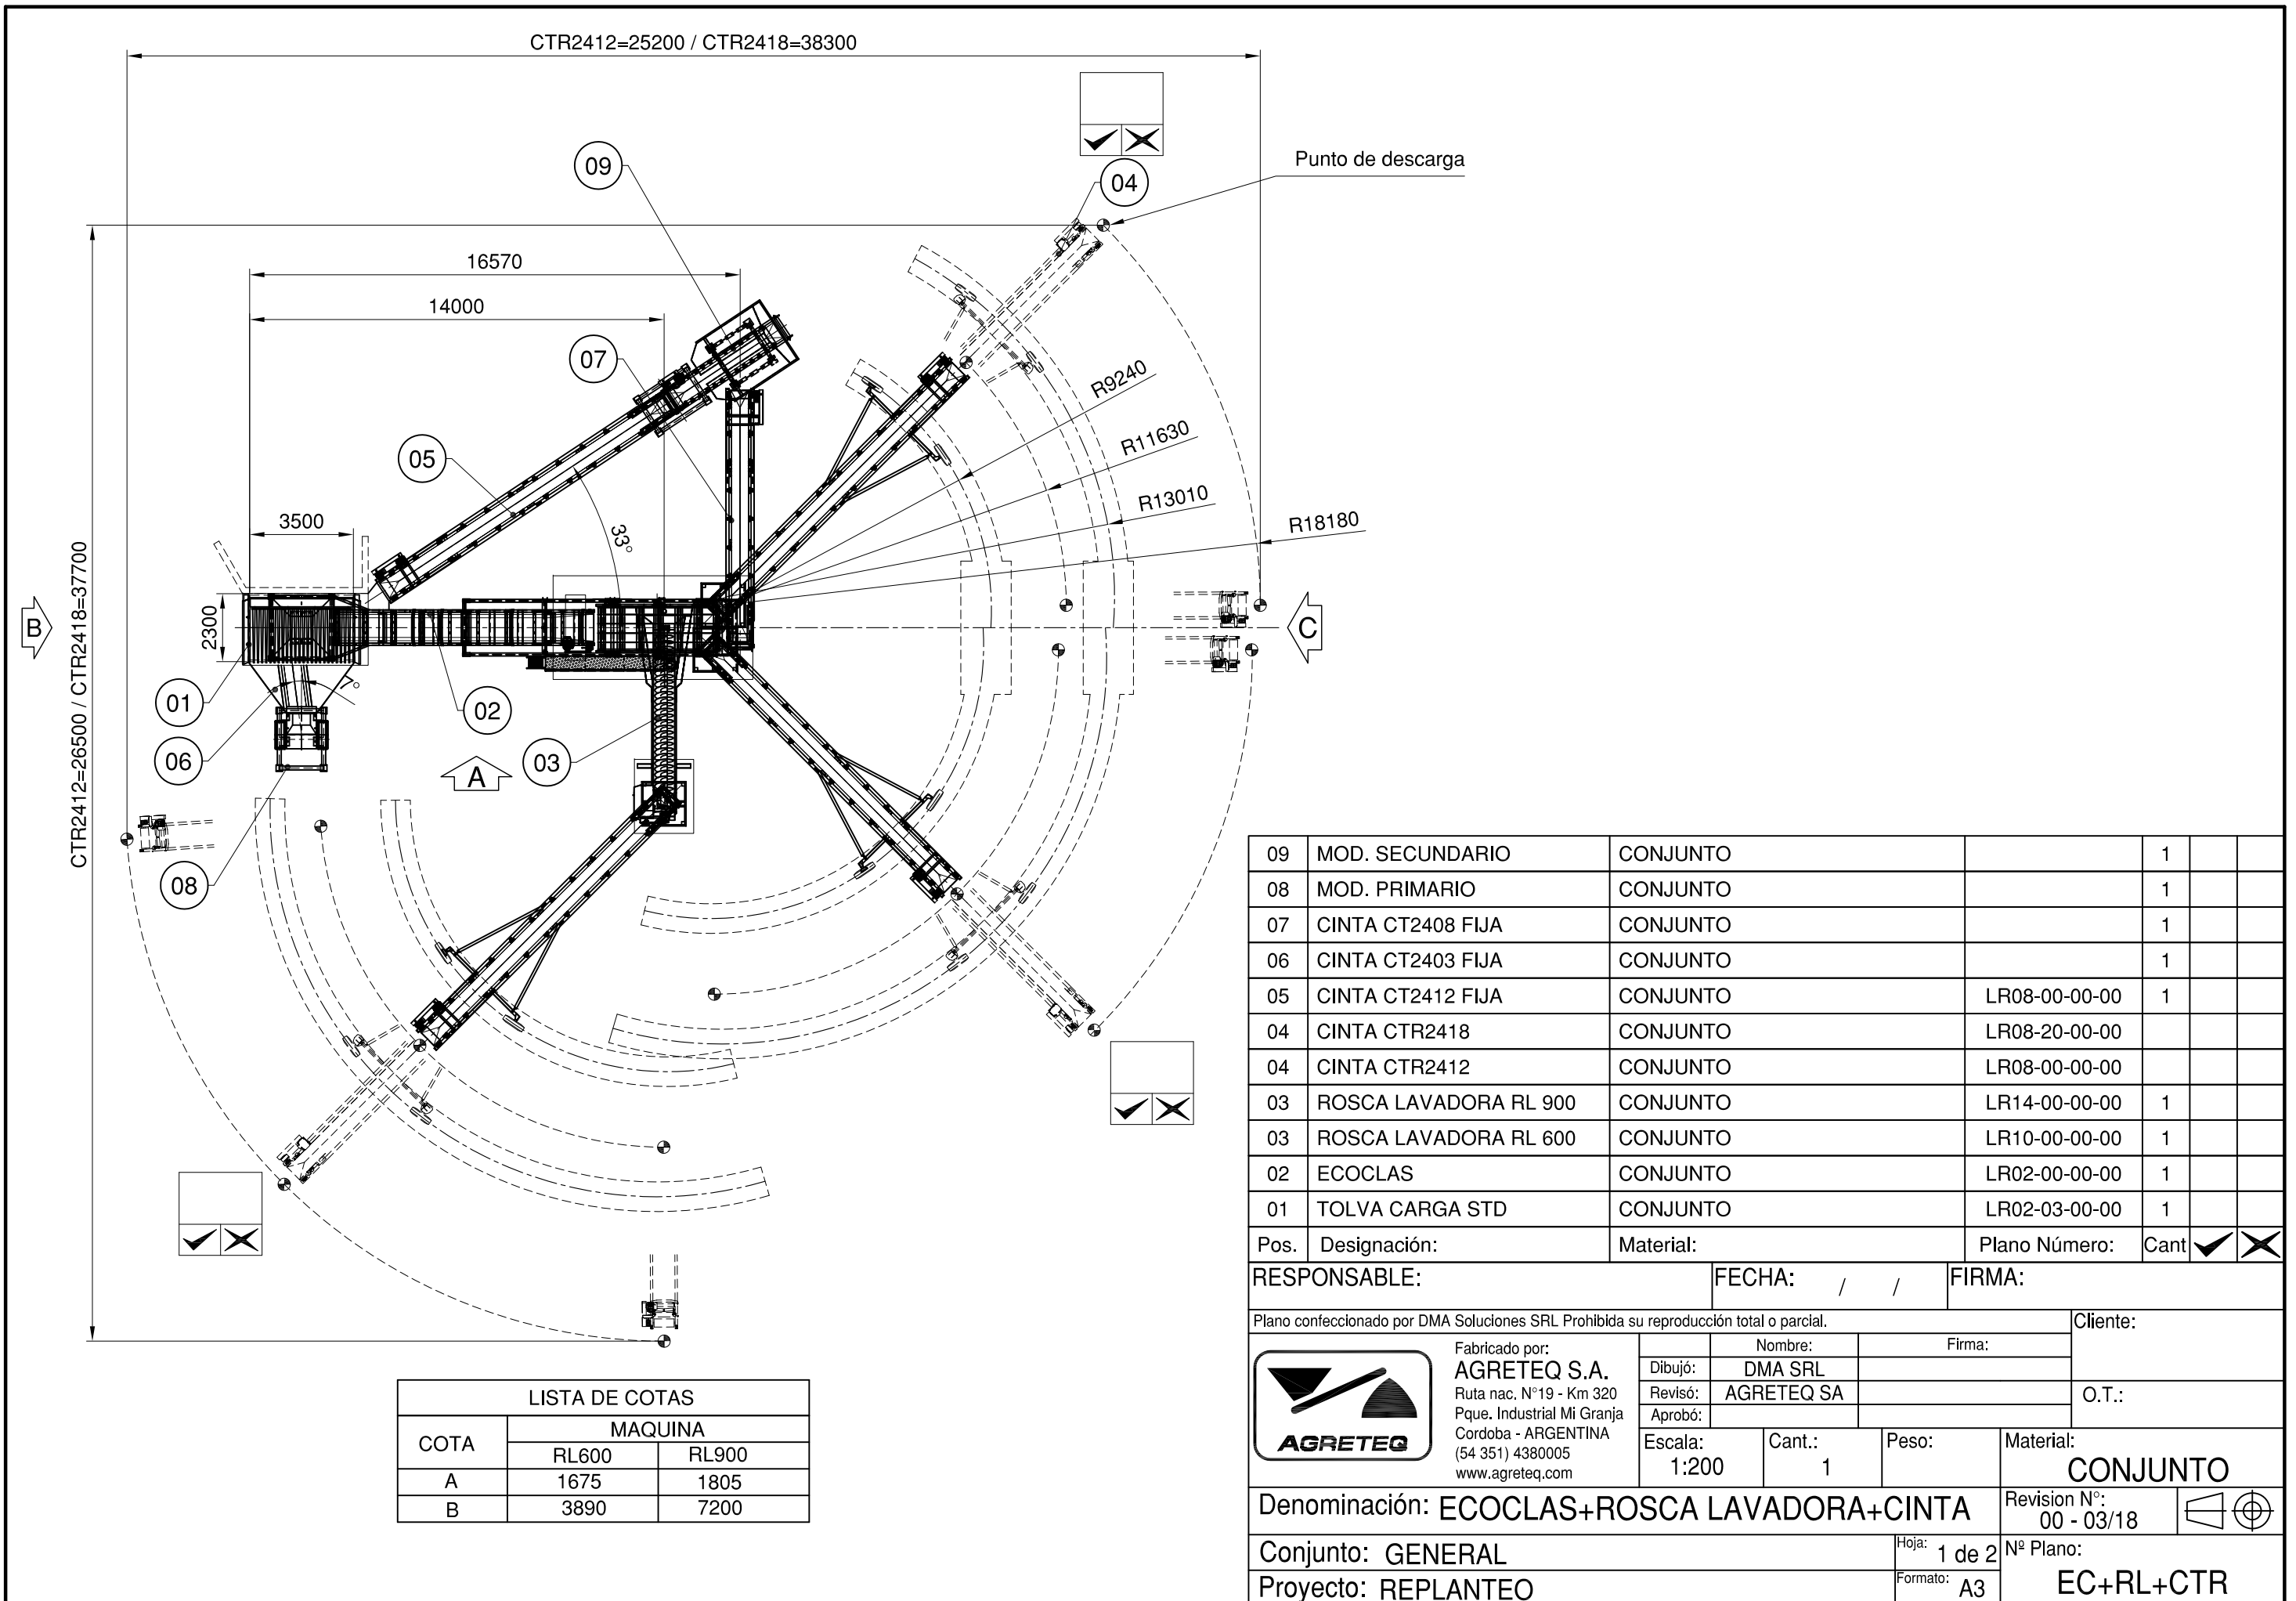 CTR2412=25200 / CTR2418=38300
Punto de descarga
09
04
16570
14000
07
R9240
R11630
R13010
R18180
05
33°
3500
2300
CTR2412=26500 / CTR2418=37700
B
C
7°
01
02
06
A
03
08
09 MOD. SECUNDARIO CONJUNTO 1
08 MOD. PRIMARIO CONJUNTO 1
07 CINTA CT2408 FIJA CONJUNTO 1
06 CINTA CT2403 FIJA CONJUNTO 1
05 CINTA CT2412 FIJA CONJUNTO LR08-00-00-00 1
04 CINTA CTR2418 CONJUNTO LR08-20-00-00
04 CINTA CTR2412 CONJUNTO LR08-00-00-00
03 ROSCA LAVADORA RL 900 CONJUNTO LR14-00-00-00 1
03 ROSCA LAVADORA RL 600 CONJUNTO LR10-00-00-00 1
02 ECOCLAS CONJUNTO LR02-00-00-00 1
01 TOLVA CARGA STD CONJUNTO LR02-03-00-00 1
Pos. Designación: Material: Plano Número: Cant
RESPONSABLE: FECHA: / / FIRMA:
Plano confeccionado por DMA Soluciones SRL Prohibida su reproducción total o parcial.
Cliente:
AGRETEQ
Fabricado por:
AGRETEQ S.A.
Ruta nac. N°19 - Km 320
Pque. Industrial Mi Granja
Cordoba - ARGENTINA
(54 351) 4380005
www.agreteq.com
Nombre: Firma:
Dibujó: DMA SRL
Revisó: AGRETEQ SA
Aprobó:
O.T.:
Escala: 1:200
Cant.: 1
Peso:
Material: CONJUNTO
Denominación: ECOCLAS+ROSCA LAVADORA+CINTA
Revision N°: 00 - 03/18
Conjunto: GENERAL
Hoja: 1 de 2
Nº Plano: EC+RL+CTR
Proyecto: REPLANTEO
Formato: A3
LISTA DE COTAS
COTA MAQUINA
RL600 RL900
A 1675 1805
B 3890 7200